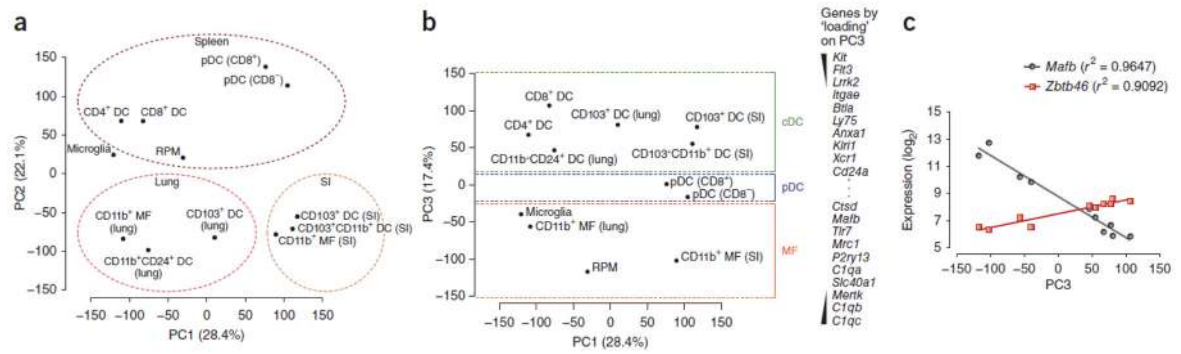 a
Spleen
pDC (CD8⁺)
pDC (CD8⁻)
CD4⁺ DC
CD8⁺ DC
Microglia
RPM
Lung
SI
CD11b⁺ MF
(lung)
CD103⁺ DC
(lung)
CD11b⁺CD24⁺ DC
(lung)
CD103⁺ DC (SI)
CD103⁺CD11b⁺ DC (SI)
CD11b⁺ MF (SI)
150
100
50
0
−50
−100
−150
PC2 (22.1%)
−100 −50 0 50 100 150
PC1 (28.4%)
b
CD8⁺ DC
CD4⁺ DC
CD103⁺ DC (lung)
CD103⁺ DC (SI)
CD11b⁺CD24⁺ DC (lung)
CD103⁺CD11b⁺ DC (SI)
pDC (CD8⁺)
pDC (CD8⁻)
Microglia
CD11b⁺ MF (lung)
RPM
CD11b⁺ MF (SI)
cDC
pDC
MF
150
100
50
0
−50
−100
−150
PC3 (17.4%)
−150 −100 −50 0 50 100 150
PC1 (28.4%)
Genes by
'loading'
on PC3
Kit
Flt3
Lrrk2
Itgae
Btla
Ly75
Anxa1
Klri1
Xcr1
Cd24a
Ctsd
Mafb
Tlr7
Mrc1
P2ry13
C1qa
Slc40a1
Mertk
C1qb
C1qc
c
Mafb (r² = 0.9647)
Zbtb46 (r² = 0.9092)
15
13
11
9
7
5
Expression (log₂)
−150 −100 −50 0 50 100 150
PC3